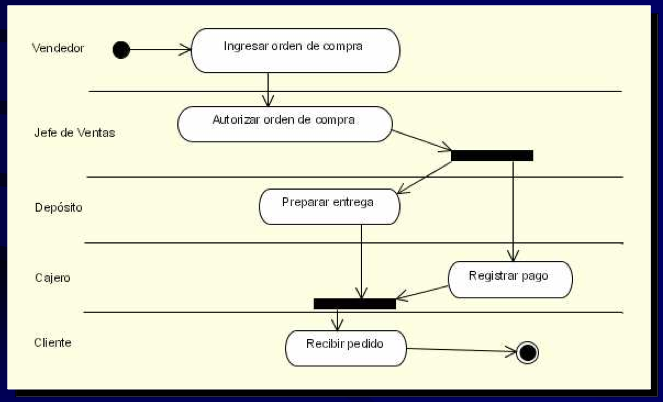 Vendedor
Ingresar orden de compra
Jefe de Ventas
Autorizar orden de compra
Depósito
Preparar entrega
Cajero
Registrar pago
Cliente
Recibir pedido